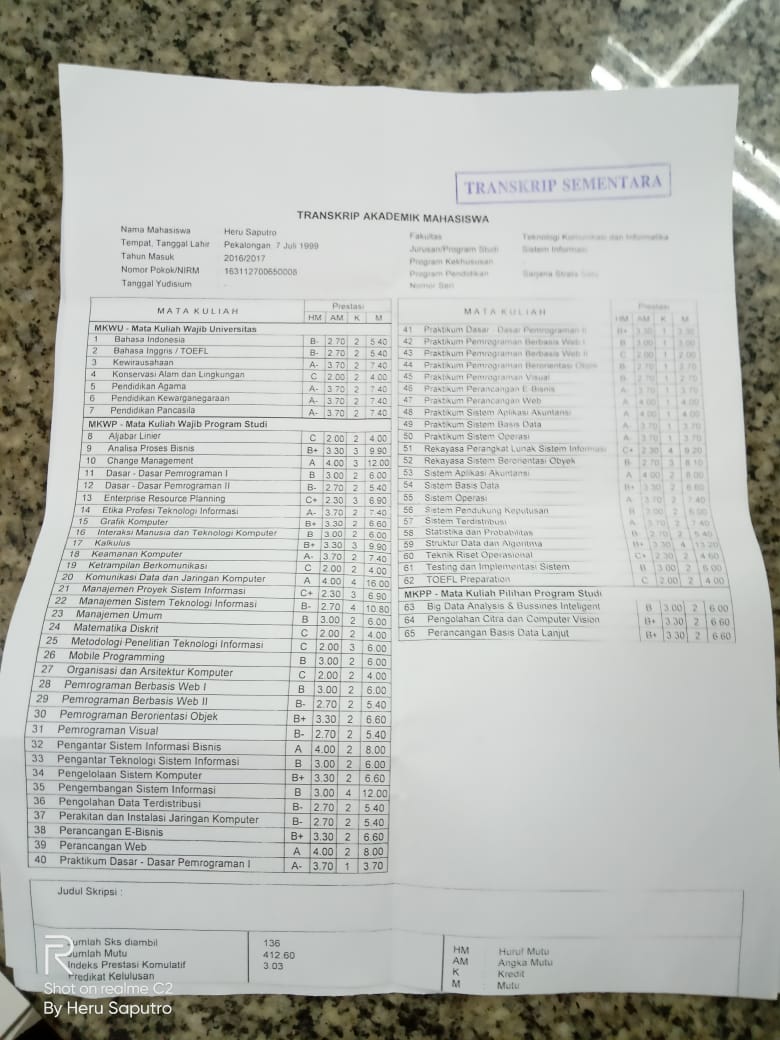 TRANSKRIP SEMENTARA
TRANSKRIP AKADEMIK MAHASISWA
Nama Mahasiswa Heru Saputro
Tempat, Tanggal Lahir Pekalongan 7 Juli 1999
Tahun Masuk 2016/2017
Nomor Pokok/NIRM 163112700650008
Tanggal Yudisium -
Fakultas Teknologi Komunikasi dan Informatika
Jurusan/Program Studi Sistem Informasi
Program Kekhususan -
Program Pendidikan Sarjana Strata Satu
Nomor Seri
MATA KULIAH Prestasi
HM AM K M
MKWU - Mata Kuliah Wajib Universitas
1 Bahasa Indonesia B- 2.70 2 5.40
2 Bahasa Inggris / TOEFL B- 2.70 2 5.40
3 Kewirausahaan A- 3.70 2 7.40
4 Konservasi Alam dan Lingkungan C 2.00 2 4.00
5 Pendidikan Agama A- 3.70 2 7.40
6 Pendidikan Kewarganegaraan A- 3.70 2 7.40
7 Pendidikan Pancasila A- 3.70 2 7.40
MKWP - Mata Kuliah Wajib Program Studi
8 Aljabar Linier C 2.00 2 4.00
9 Analisa Proses Bisnis B+ 3.30 3 9.90
10 Change Management A 4.00 3 12.00
11 Dasar - Dasar Pemrograman I B 3.00 2 6.00
12 Dasar - Dasar Pemrograman II B- 2.70 2 5.40
13 Enterprise Resource Planning C+ 2.30 3 6.90
14 Etika Profesi Teknologi Informasi A- 3.70 2 7.40
15 Grafik Komputer B+ 3.30 2 6.60
16 Interaksi Manusia dan Teknologi Komputer B 3.00 2 6.00
17 Kalkulus B+ 3.30 3 9.90
18 Keamanan Komputer A- 3.70 2 7.40
19 Ketrampilan Berkomunikasi C 2.00 2 4.00
20 Komunikasi Data dan Jaringan Komputer A 4.00 4 16.00
21 Manajemen Proyek Sistem Informasi C+ 2.30 3 6.90
22 Manajemen Sistem Teknologi Informasi B- 2.70 4 10.80
23 Manajemen Umum B 3.00 2 6.00
24 Matematika Diskrit C 2.00 2 4.00
25 Metodologi Penelitian Teknologi Informasi C 2.00 3 6.00
26 Mobile Programming B 3.00 2 6.00
27 Organisasi dan Arsitektur Komputer C 2.00 2 4.00
28 Pemrograman Berbasis Web I B 3.00 2 6.00
29 Pemrograman Berbasis Web II B- 2.70 2 5.40
30 Pemrograman Berorientasi Objek B+ 3.30 2 6.60
31 Pemrograman Visual B- 2.70 2 5.40
32 Pengantar Sistem Informasi Bisnis A 4.00 2 8.00
33 Pengantar Teknologi Sistem Informasi B 3.00 2 6.00
34 Pengelolaan Sistem Komputer B+ 3.30 2 6.60
35 Pengembangan Sistem Informasi B 3.00 4 12.00
36 Pengolahan Data Terdistribusi B- 2.70 2 5.40
37 Perakitan dan Instalasi Jaringan Komputer B- 2.70 2 5.40
38 Perancangan E-Bisnis B+ 3.30 2 6.60
39 Perancangan Web A 4.00 2 8.00
40 Praktikum Dasar - Dasar Pemrograman I A- 3.70 1 3.70
MATA KULIAH Prestasi
HM AM K M
41 Praktikum Dasar - Dasar Pemrograman II B+ 3.30 1 3.30
42 Praktikum Pemrograman Berbasis Web I B 3.00 1 3.00
43 Praktikum Pemrograman Berbasis Web II C 2.00 1 2.00
44 Praktikum Pemrograman Berorientasi Objek B- 2.70 1 2.70
45 Praktikum Pemrograman Visual B- 2.70 1 2.70
46 Praktikum Perancangan E-Bisnis A- 3.70 1 3.70
47 Praktikum Perancangan Web A 4.00 1 4.00
48 Praktikum Sistem Aplikasi Akuntansi A 4.00 1 4.00
49 Praktikum Sistem Basis Data A- 3.70 1 3.70
50 Praktikum Sistem Operasi A- 3.70 1 3.70
51 Rekayasa Perangkat Lunak Sistem Informasi C+ 2.30 4 9.20
52 Rekayasa Sistem Berorientasi Obyek B- 2.70 3 8.10
53 Sistem Aplikasi Akuntansi A 4.00 2 8.00
54 Sistem Basis Data B+ 3.30 2 6.60
55 Sistem Operasi A- 3.70 2 7.40
56 Sistem Pendukung Keputusan B 3.00 2 6.00
57 Sistem Terdistribusi A- 3.70 2 7.40
58 Statistika dan Probabilitas B- 2.70 2 5.40
59 Struktur Data dan Algoritma B+ 3.30 4 13.20
60 Teknik Riset Operasional C+ 2.30 2 4.60
61 Testing dan Implementasi Sistem B 3.00 2 6.00
62 TOEFL Preparation C 2.00 2 4.00
MKPP - Mata Kuliah Pilihan Program Studi
63 Big Data Analysis & Bussines Inteligent B 3.00 2 6.00
64 Pengolahan Citra dan Computer Vision B+ 3.30 2 6.60
65 Perancangan Basis Data Lanjut B+ 3.30 2 6.60
Judul Skripsi :
Jumlah Sks diambil 136
Jumlah Mutu 412.60
Indeks Prestasi Komulatif 3.03
Predikat Kelulusan
HM : Huruf Mutu
AM : Angka Mutu
K : Kredit
M : Mutu
R
Shot on realme C2
By Heru Saputro